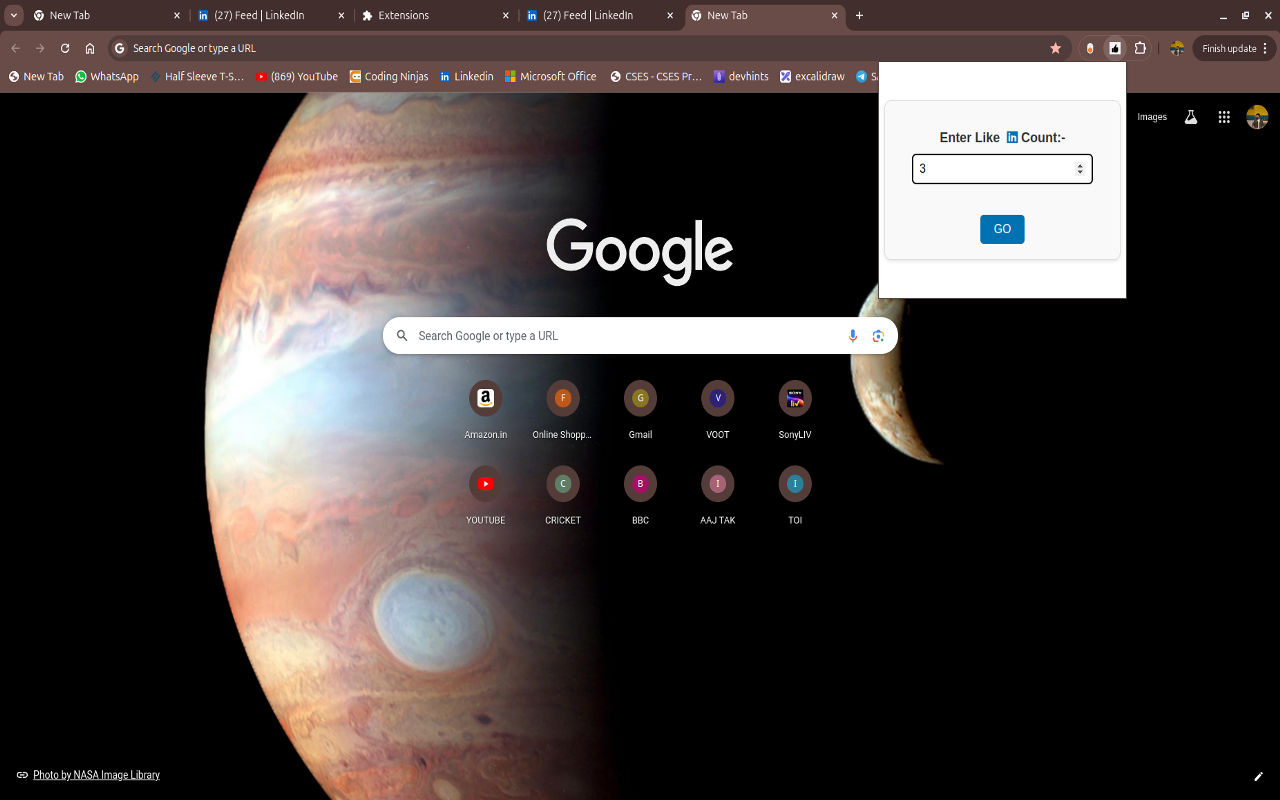 New Tab
(27) Feed | LinkedIn
Extensions
(27) Feed | LinkedIn
New Tab
Search Google or type a URL
Finish update
New Tab
WhatsApp
Half Sleeve T-S...
(869) YouTube
Coding Ninjas
Linkedin
Microsoft Office
CSES - CSES Pr...
devhints
excalidraw
Images
Enter Like in Count:-
3
GO
Google
Search Google or type a URL
Amazon.in
Online Shopp...
Gmail
VOOT
SonyLIV
YOUTUBE
CRICKET
BBC
AAJ TAK
TOI
Photo by NASA Image Library